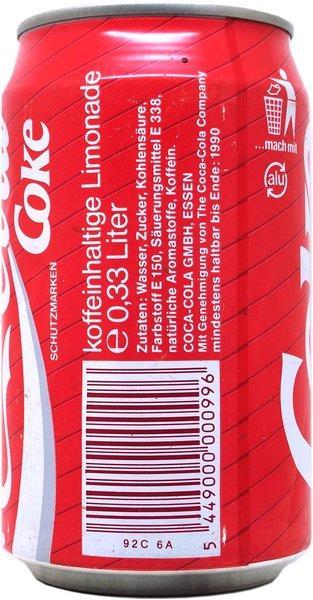 Coke
SCHUTZMARKEN
koffeinhaltige Limonade
e 0,33 Liter
Zutaten: Wasser, Zucker, Kohlensäure,
Farbstoff E 150, Säuerungsmittel E 338,
natürliche Aromastoffe, Koffein.
COCA-COLA GMBH, ESSEN
Mit Genehmigung von The Coca-Cola Company
mindestens haltbar bis Ende: 1990
5 449000 000996
92C 6A
...mach mit
alu